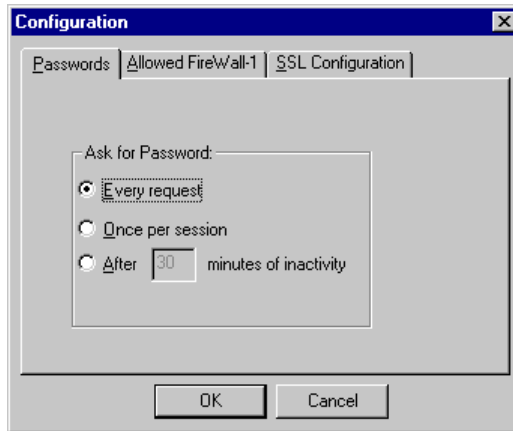 Configuration
Passwords Allowed FireWall-1 SSL Configuration
Ask for Password:
Every request
Once per session
After 30 minutes of inactivity
OK Cancel